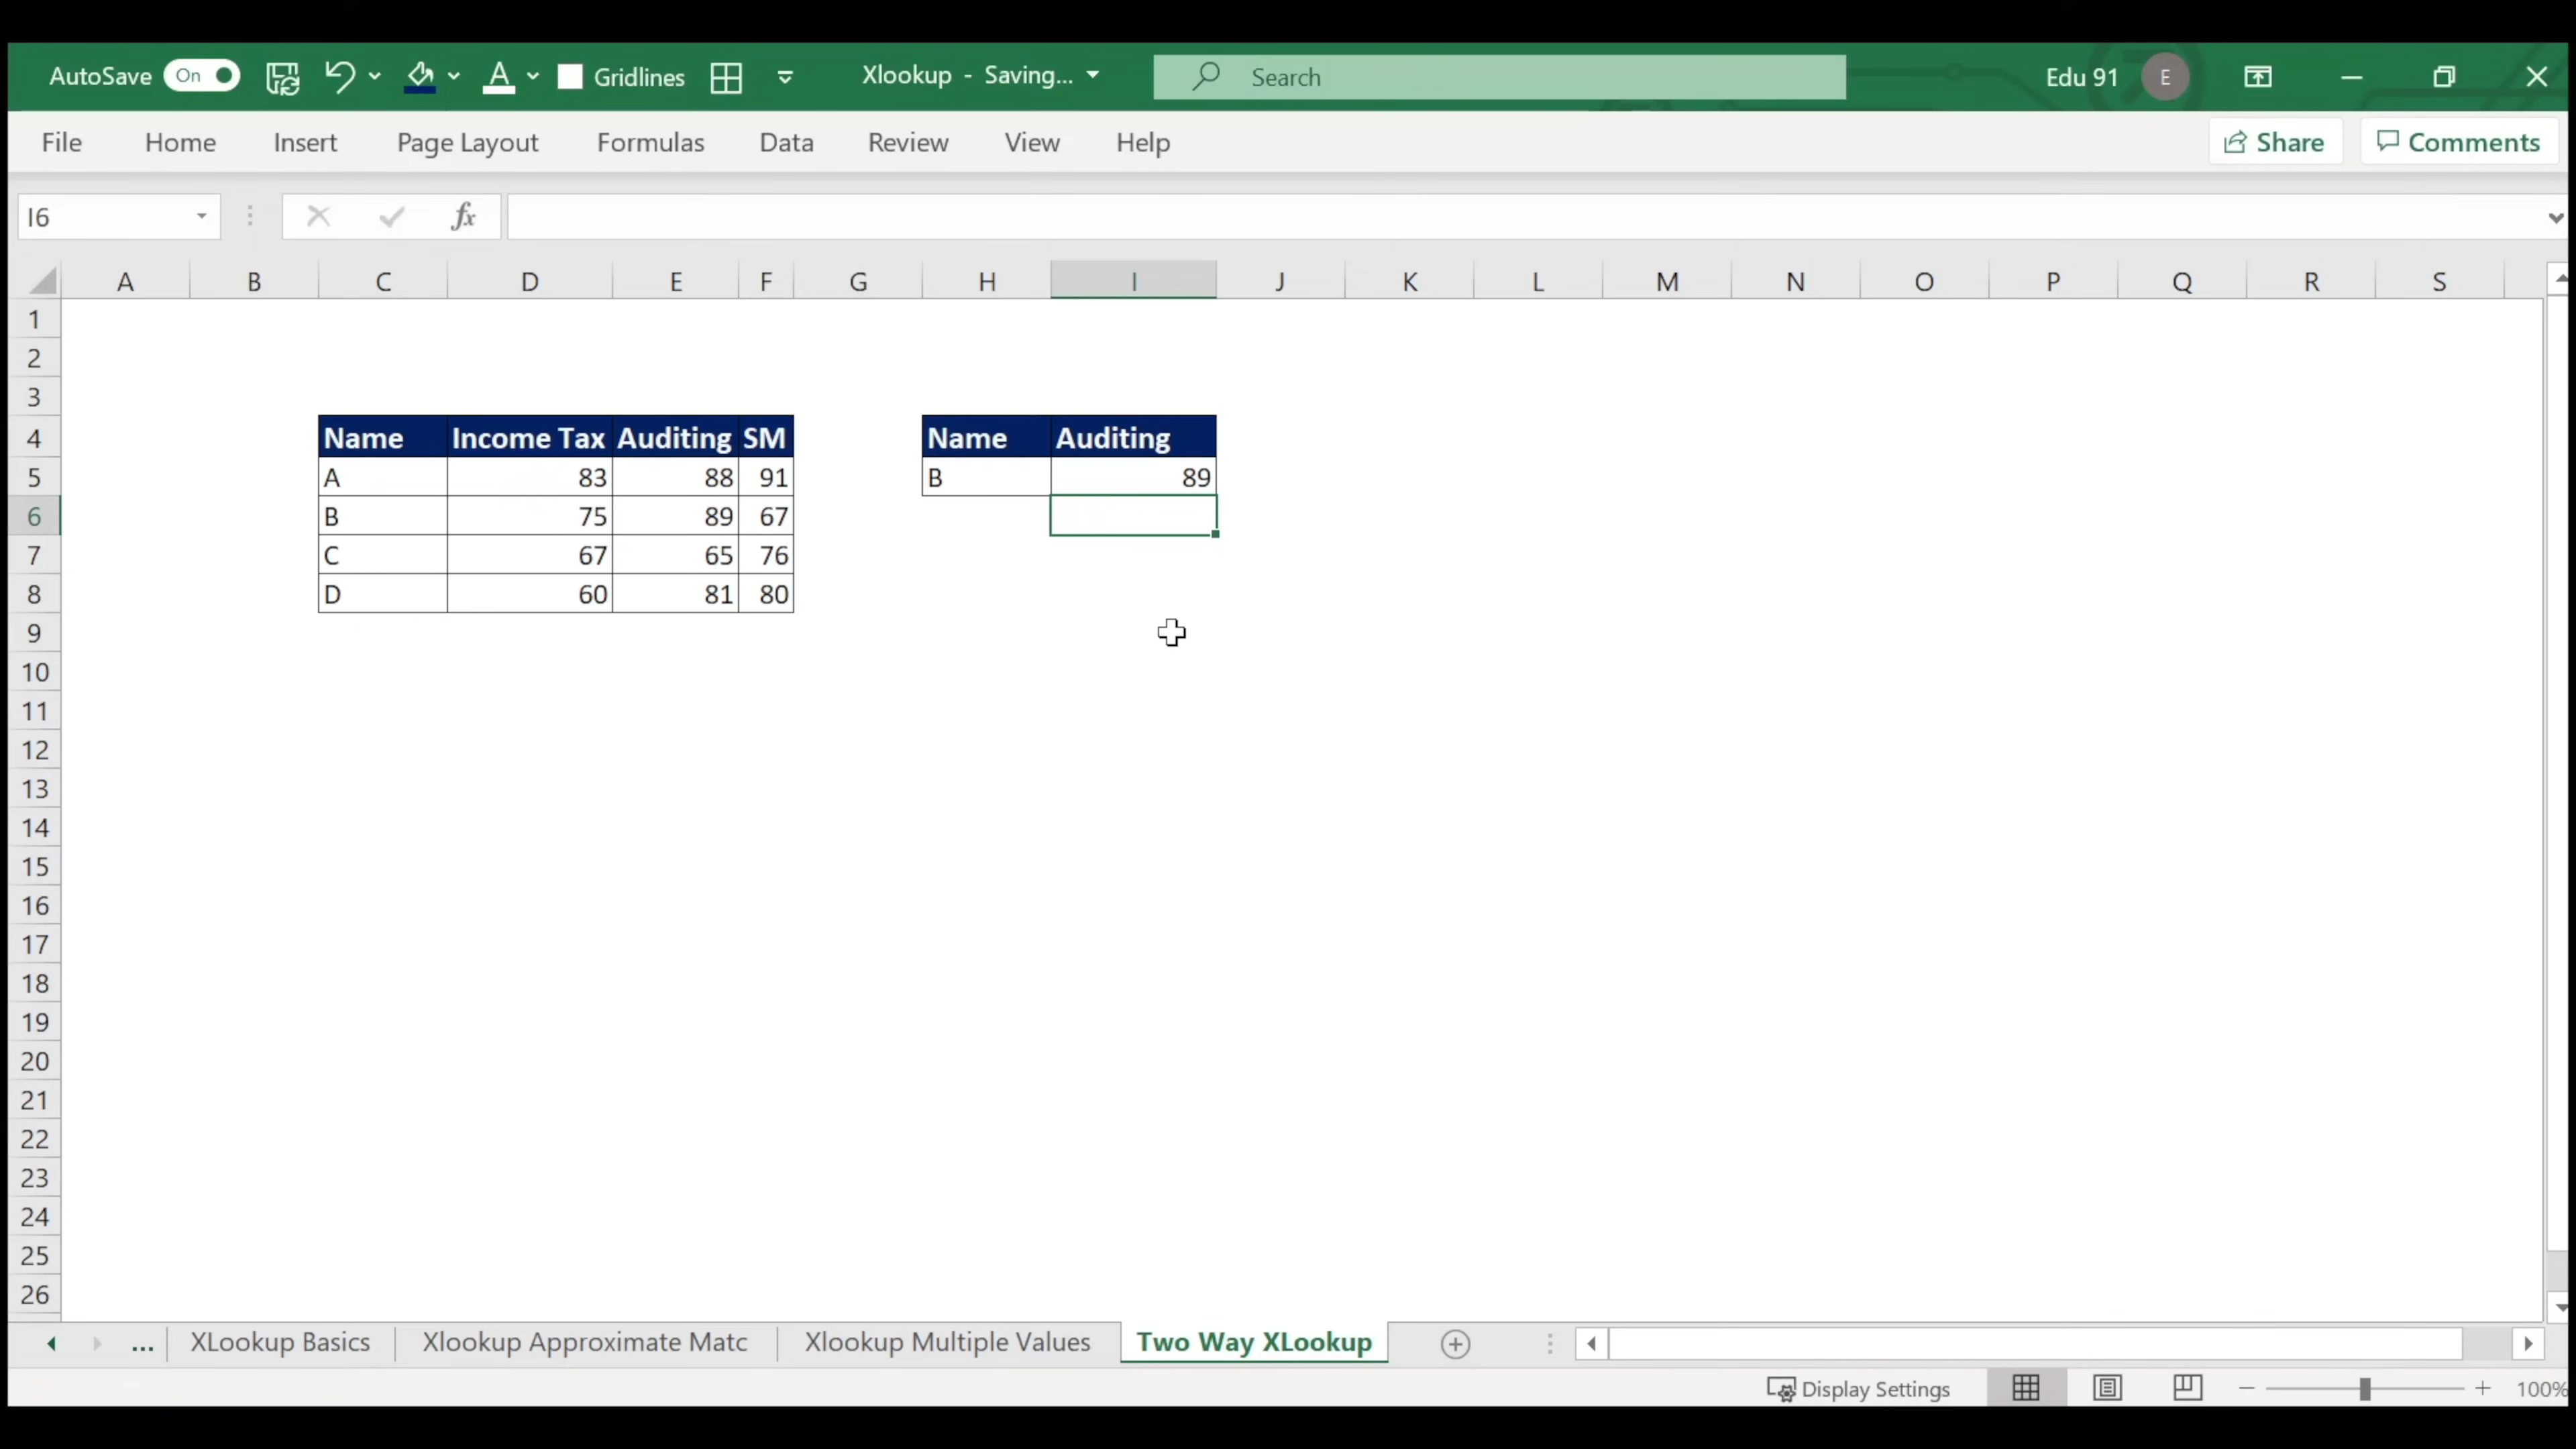 AutoSave On Gridlines Xlookup - Saving... Search Edu 91 E
File Home Insert Page Layout Formulas Data Review View Help Share Comments
I6 fx
A B C D E F G H I J K L M N O P Q R S
1
2
3
4 Name Income Tax Auditing SM Name Auditing
5 A 83 88 91 B 89
6 B 75 89 67
7 C 67 65 76
8 D 60 81 80
9
10
11
12
13
14
15
16
17
18
19
20
21
22
23
24
25
26
... XLookup Basics Xlookup Approximate Matc Xlookup Multiple Values Two Way XLookup
Display Settings 100%